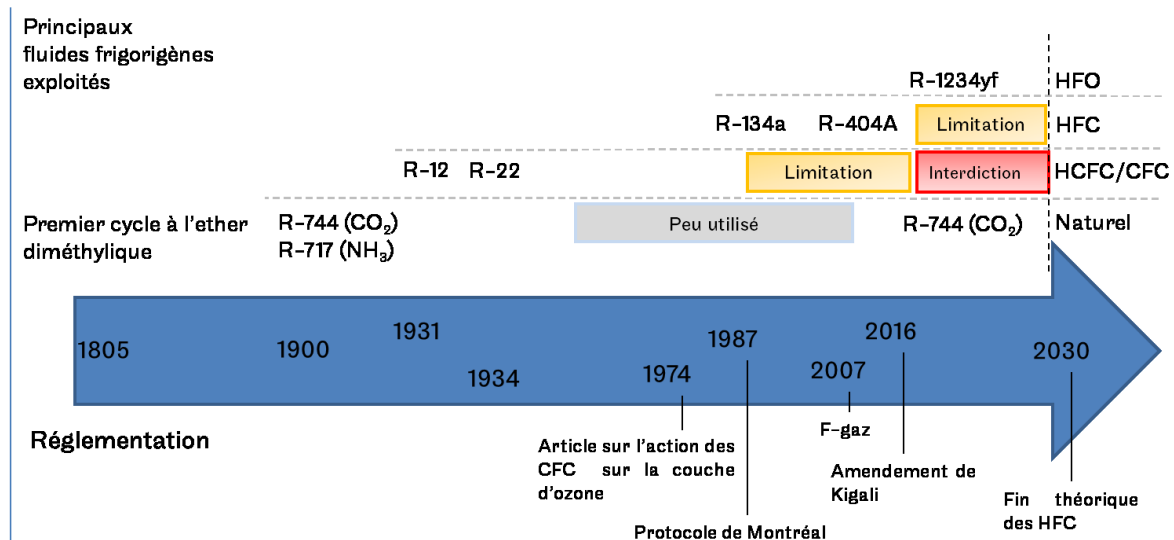 Principaux
fluides frigorigènes
exploités
R-1234yf
HFO
R-134a
R-404A
Limitation
HFC
R-12
R-22
Limitation
Interdiction
HCFC/CFC
Premier cycle à l'ether
diméthylique
R-744 (CO₂)
R-717 (NH₃)
Peu utilisé
R-744 (CO₂)
Naturel
1805
1900
1931
1934
1974
1987
2007
2016
2030
Réglementation
Article sur l'action des
CFC sur la couche
d'ozone
Protocole de Montréal
F-gaz
Amendement de
Kigali
Fin théorique
des HFC